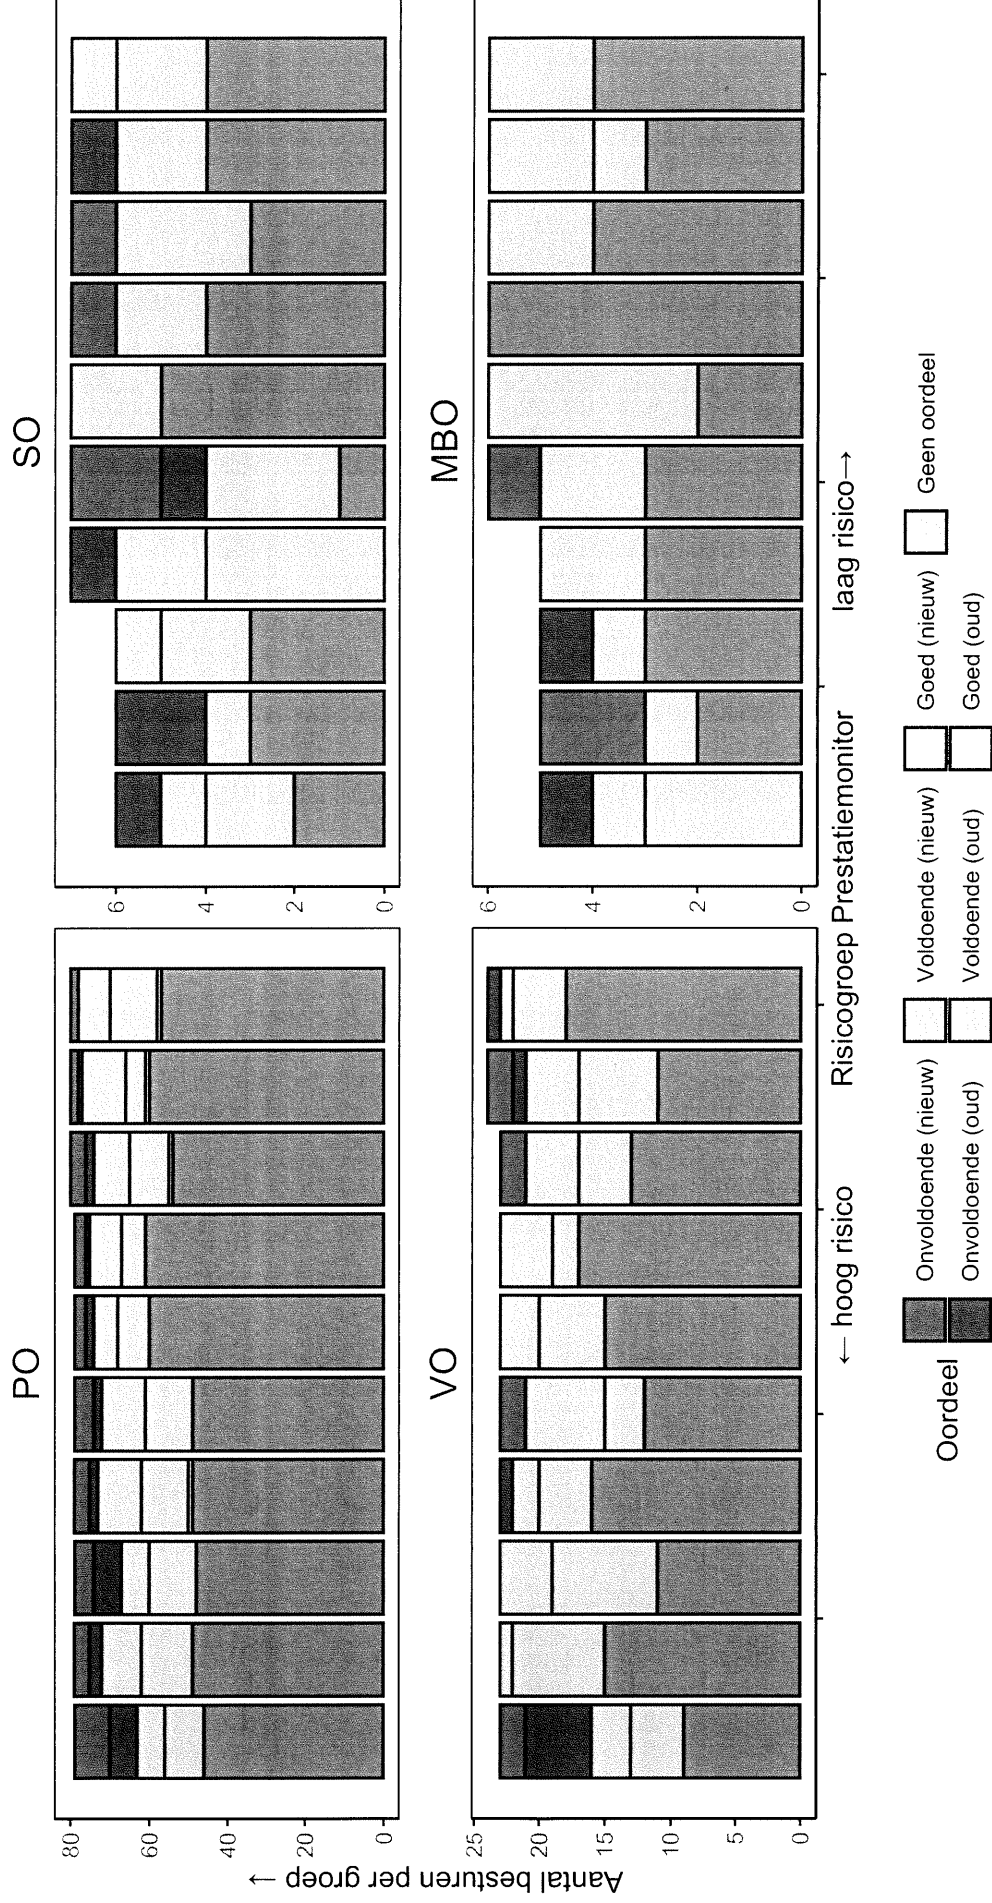 PO
SO
80
60
40
20
0
6
4
2
0
VO
MBO
25
20
15
10
5
0
6
4
2
0
Aantal besturen per groep →
← hoog risico
Risicogroep Prestatiemonitor
laag risico→
Oordeel
Onvoldoende (nieuw)
Voldoende (nieuw)
Goed (nieuw)
Geen oordeel
Onvoldoende (oud)
Voldoende (oud)
Goed (oud)